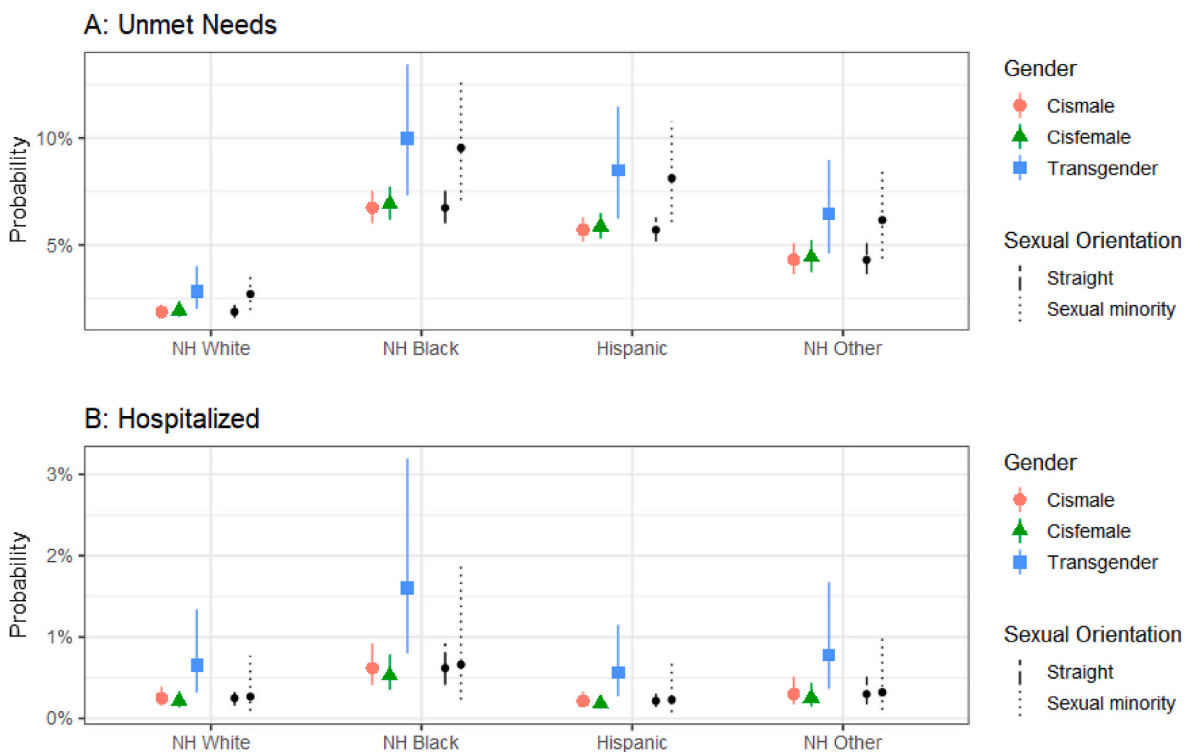 A: Unmet Needs
Probability
10%
5%
NH White NH Black Hispanic NH Other
Gender
Cismale
Cisfemale
Transgender
Sexual Orientation
Straight
Sexual minority
B: Hospitalized
Probability
3%
2%
1%
0%
NH White NH Black Hispanic NH Other
Gender
Cismale
Cisfemale
Transgender
Sexual Orientation
Straight
Sexual minority